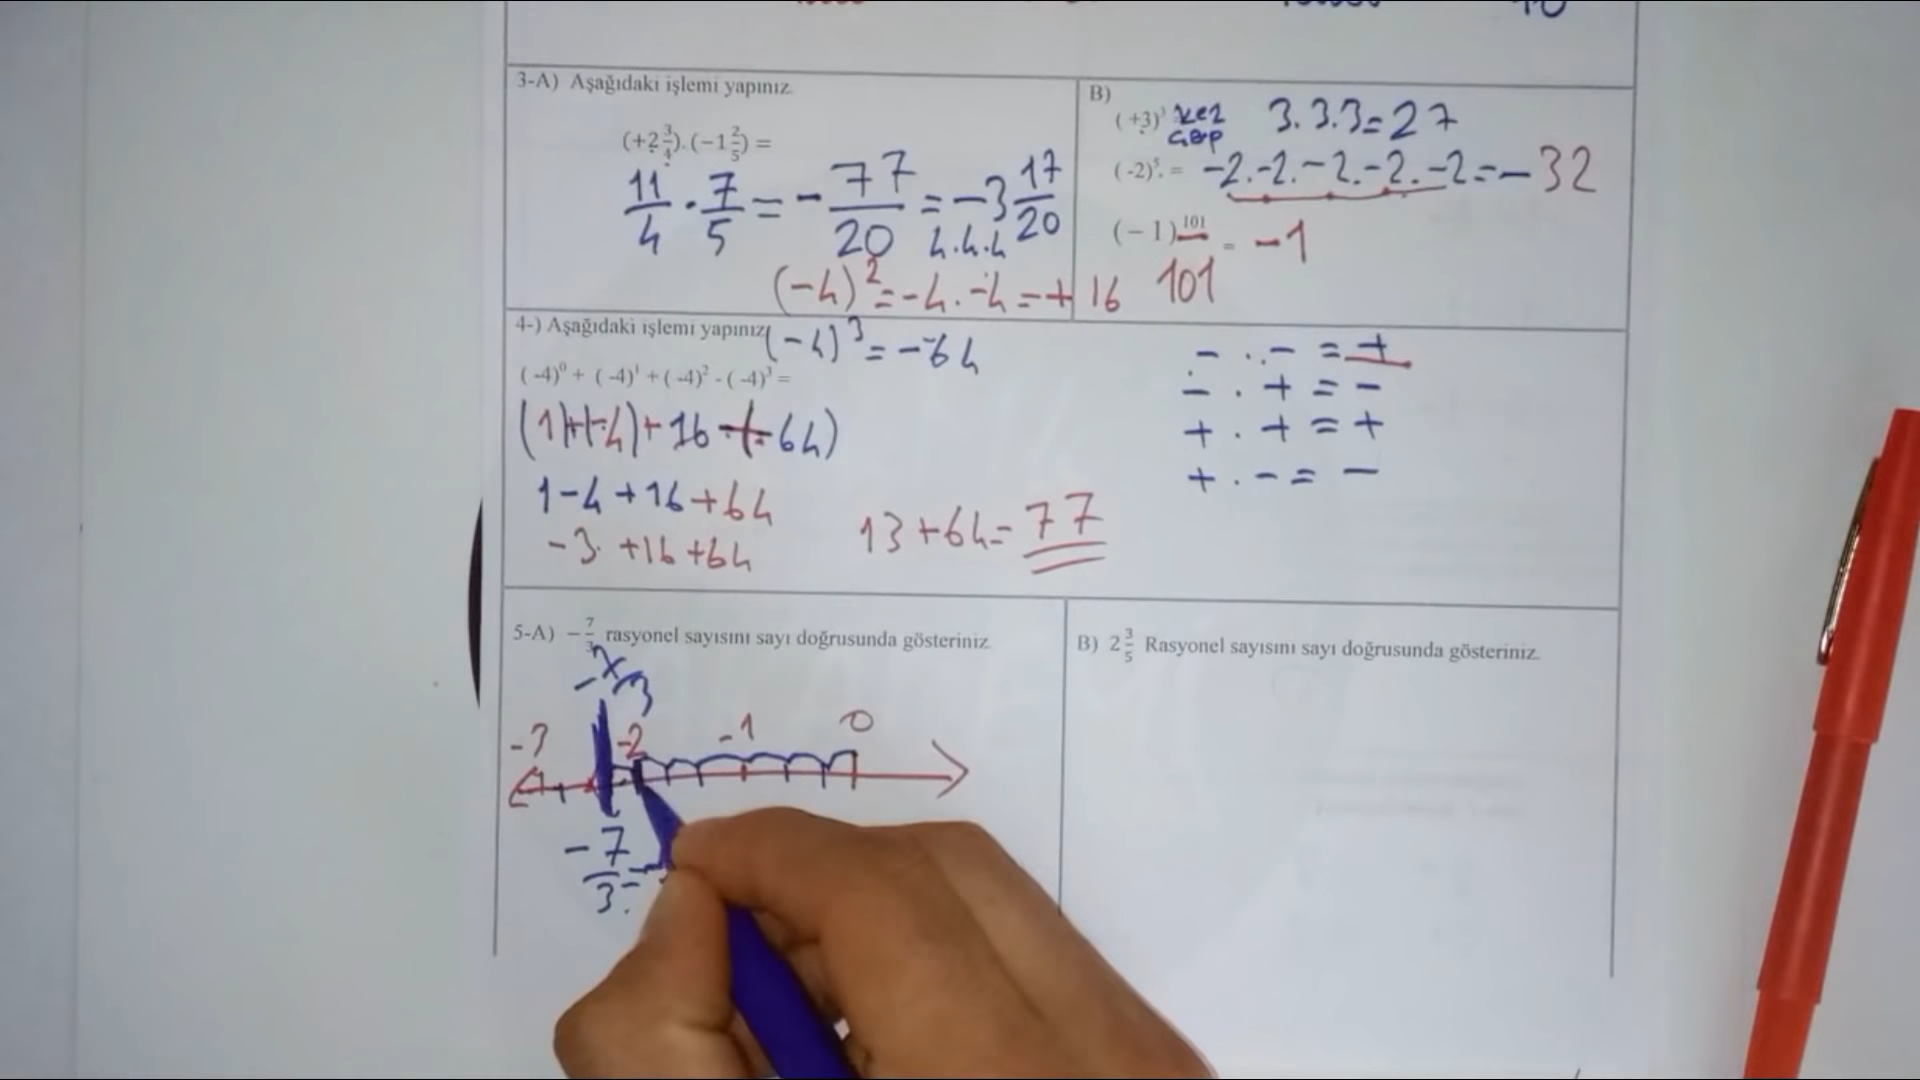 3-A) Aşağıdaki işlemi yapınız.
(+2 3/4).(-1 2/5) =
11/4 . 7/5 = - 77/20 = -3 17/20
4.4.4
(-4)² = -4 . -4 = + 16
B)
(+3)³ kez 3.3.3=27
(-2)⁵. = -2.-2.-2.-2.-2=-32
(-1)¹⁰¹ = -1
101
4-) Aşağıdaki işlemi yapınız
(-4)³ = -64
(-4)⁰ + (-4)¹ +(-4)² - (-4)³ =
(1)+(-4)+16-(-64)
1-4+16+64
-3 +16+64
13+64=77
- . - = +
- . + = -
+ . + = +
+ . - = -
5-A) -7/3 rasyonel sayısını sayı doğrusunda gösteriniz.
-3 -2 -1 0
-7/3 =
B) 2 3/5 Rasyonel sayısını sayı doğrusunda gösteriniz.